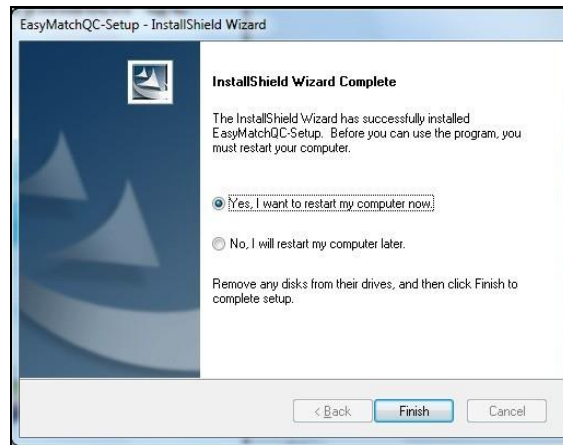 EasyMatchQC-Setup - InstallShield Wizard
InstallShield Wizard Complete
The InstallShield Wizard has successfully installed
EasyMatchQC-Setup. Before you can use the program, you
must restart your computer.
Yes, I want to restart my computer now.
No, I will restart my computer later.
Remove any disks from their drives, and then click Finish to
complete setup.
< Back
Finish
Cancel